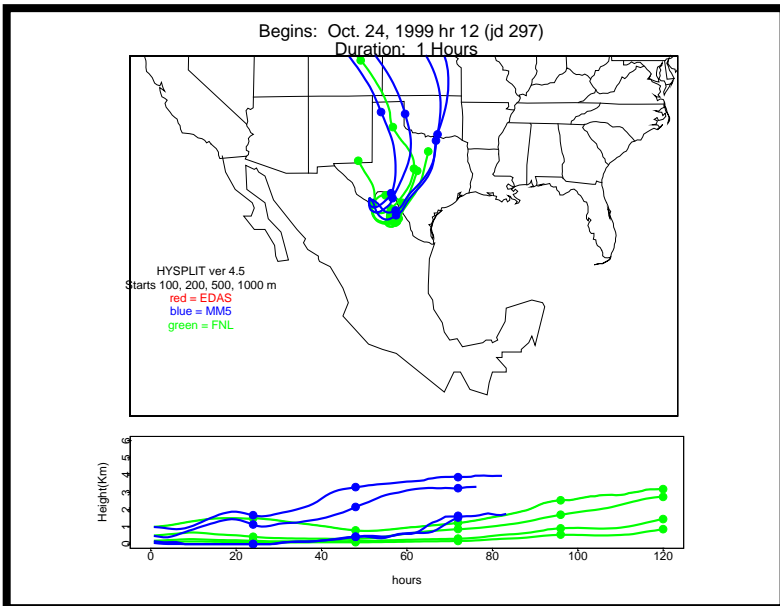 Begins: Oct. 24, 1999 hr 12 (jd 297)
Duration: 1 Hours
HYSPLIT ver 4.5
Starts 100, 200, 500, 1000 m
red = EDAS
blue = MM5
green = FNL
Height(Km)
6
5
4
3
2
1
0
0 20 40 60 80 100 120
hours